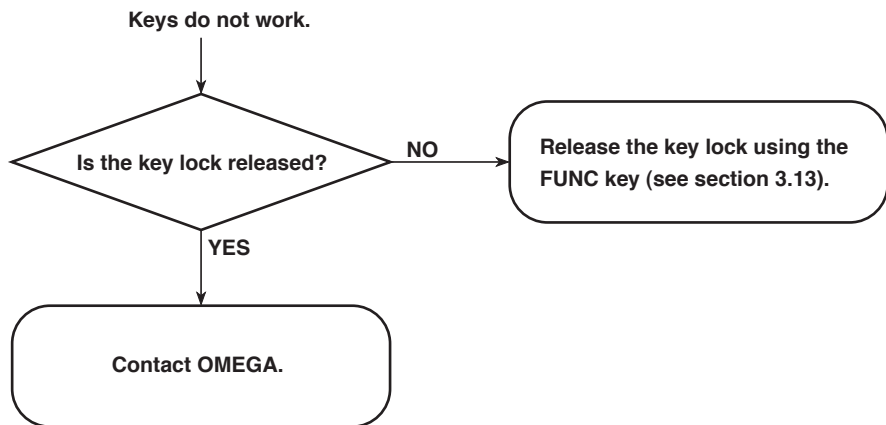 Keys do not work.
Is the key lock released?
NO
Release the key lock using the
FUNC key (see section 3.13).
YES
Contact OMEGA.